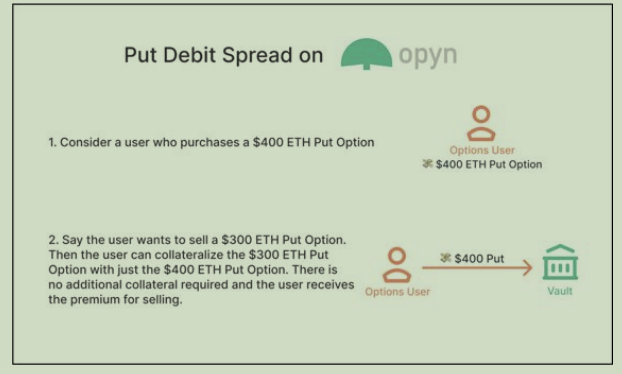 Put Debit Spread on opyn
1. Consider a user who purchases a $400 ETH Put Option
Options User
$400 ETH Put Option
2. Say the user wants to sell a $300 ETH Put Option.
Then the user can collateralize the $300 ETH Put
Option with just the $400 ETH Put Option. There is
no additional collateral required and the user receives
the premium for selling.
$400 Put
Options User
Vault